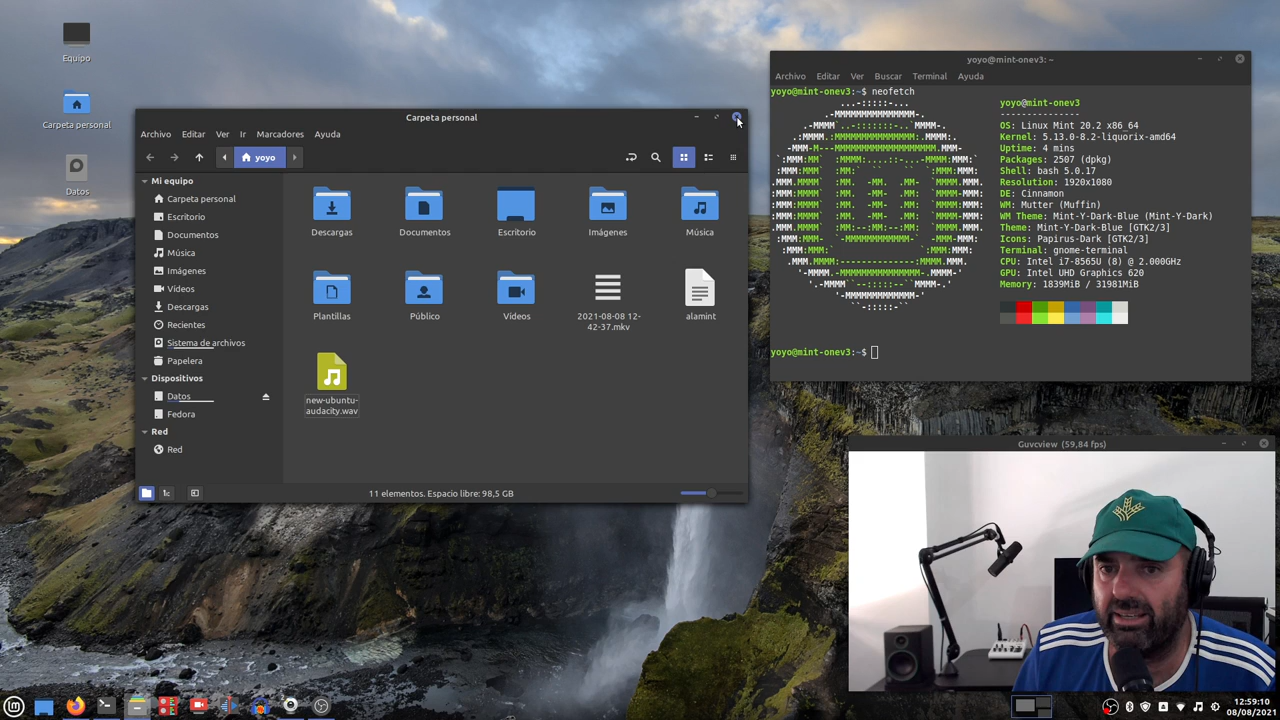 Equipo
Carpeta personal
Datos
Carpeta personal
Archivo Editar Ver Ir Marcadores Ayuda
yoyo
Mi equipo
Carpeta personal
Escritorio
Documentos
Música
Imágenes
Vídeos
Descargas
Recientes
Sistema de archivos
Papelera
Dispositivos
Datos
Fedora
Red
Red
Descargas Documentos Escritorio Imágenes Música
Plantillas Público Vídeos 2021-08-08 12-42-37.mkv alamint
new-ubuntu-audacity.wav
11 elementos. Espacio libre: 98,5 GB
yoyo@mint-onev3: ~
Archivo Editar Ver Buscar Terminal Ayuda
yoyo@mint-onev3:~$ neofetch
yoyo@mint-onev3
---------------
OS: Linux Mint 20.2 x86_64
Kernel: 5.13.0-8.2-liquorix-amd64
Uptime: 4 mins
Packages: 2507 (dpkg)
Shell: bash 5.0.17
Resolution: 1920x1080
DE: Cinnamon
WM: Mutter (Muffin)
WM Theme: Mint-Y-Dark-Blue (Mint-Y-Dark)
Theme: Mint-Y-Dark-Blue [GTK2/3]
Icons: Papirus-Dark [GTK2/3]
Terminal: gnome-terminal
CPU: Intel i7-8565U (8) @ 2.000GHz
GPU: Intel UHD Graphics 620
Memory: 1839MiB / 31981MiB
yoyo@mint-onev3:~$
Guvcview (59,84 fps)
12:59:10
08/08/2021